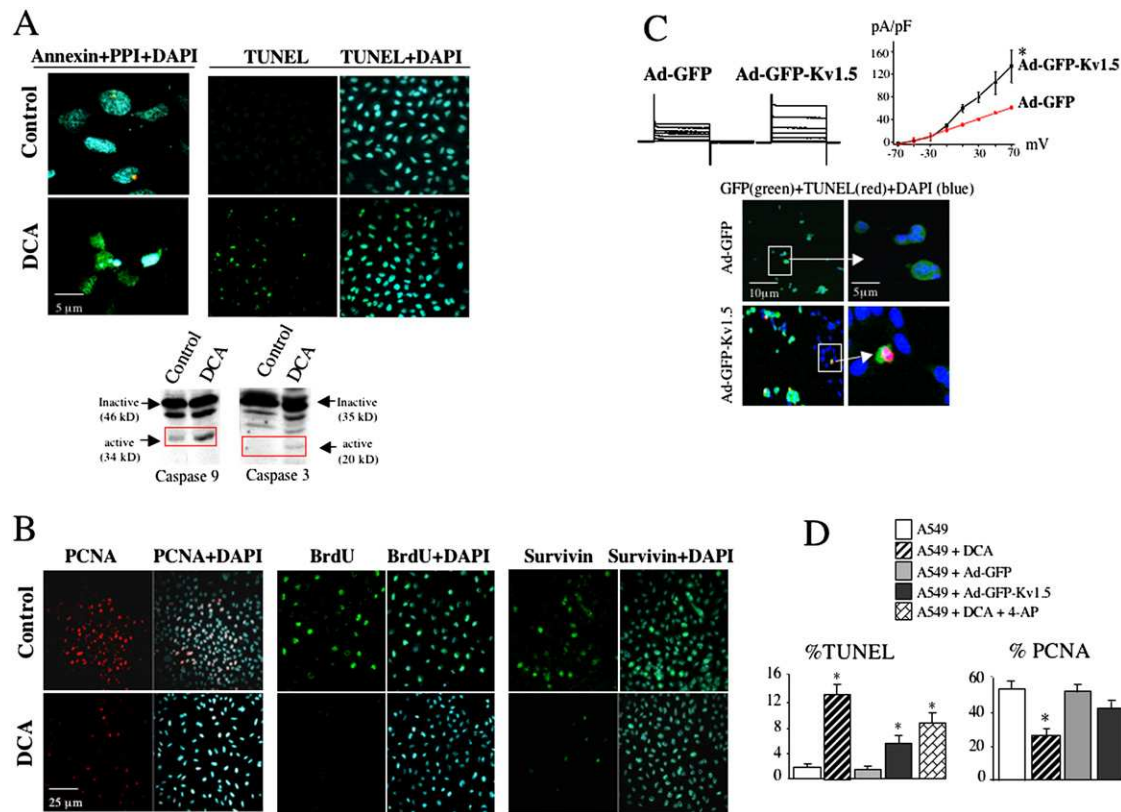 A
Annexin+PPI+DAPI TUNEL TUNEL+DAPI
Control
DCA
5 µm
Control DCA Control DCA
Inactive
(46 kD)
active
(34 kD)
Inactive
(35 kD)
active
(20 kD)
Caspase 9 Caspase 3
B
PCNA PCNA+DAPI BrdU BrdU+DAPI Survivin Survivin+DAPI
Control
DCA
25 µm
C
Ad-GFP Ad-GFP-Kv1.5
pA/pF
160
120
80
40
0
-70 -30 30 70
mV
*
Ad-GFP-Kv1.5
Ad-GFP
GFP(green)+TUNEL(red)+DAPI (blue)
Ad-GFP
10µm 5µm
Ad-GFP-Kv1.5
D
A549
A549 + DCA
A549 + Ad-GFP
A549 + Ad-GFP-Kv1.5
A549 + DCA + 4-AP
%TUNEL
16
12
8
4
0
* * *
% PCNA
60
40
20
0
*